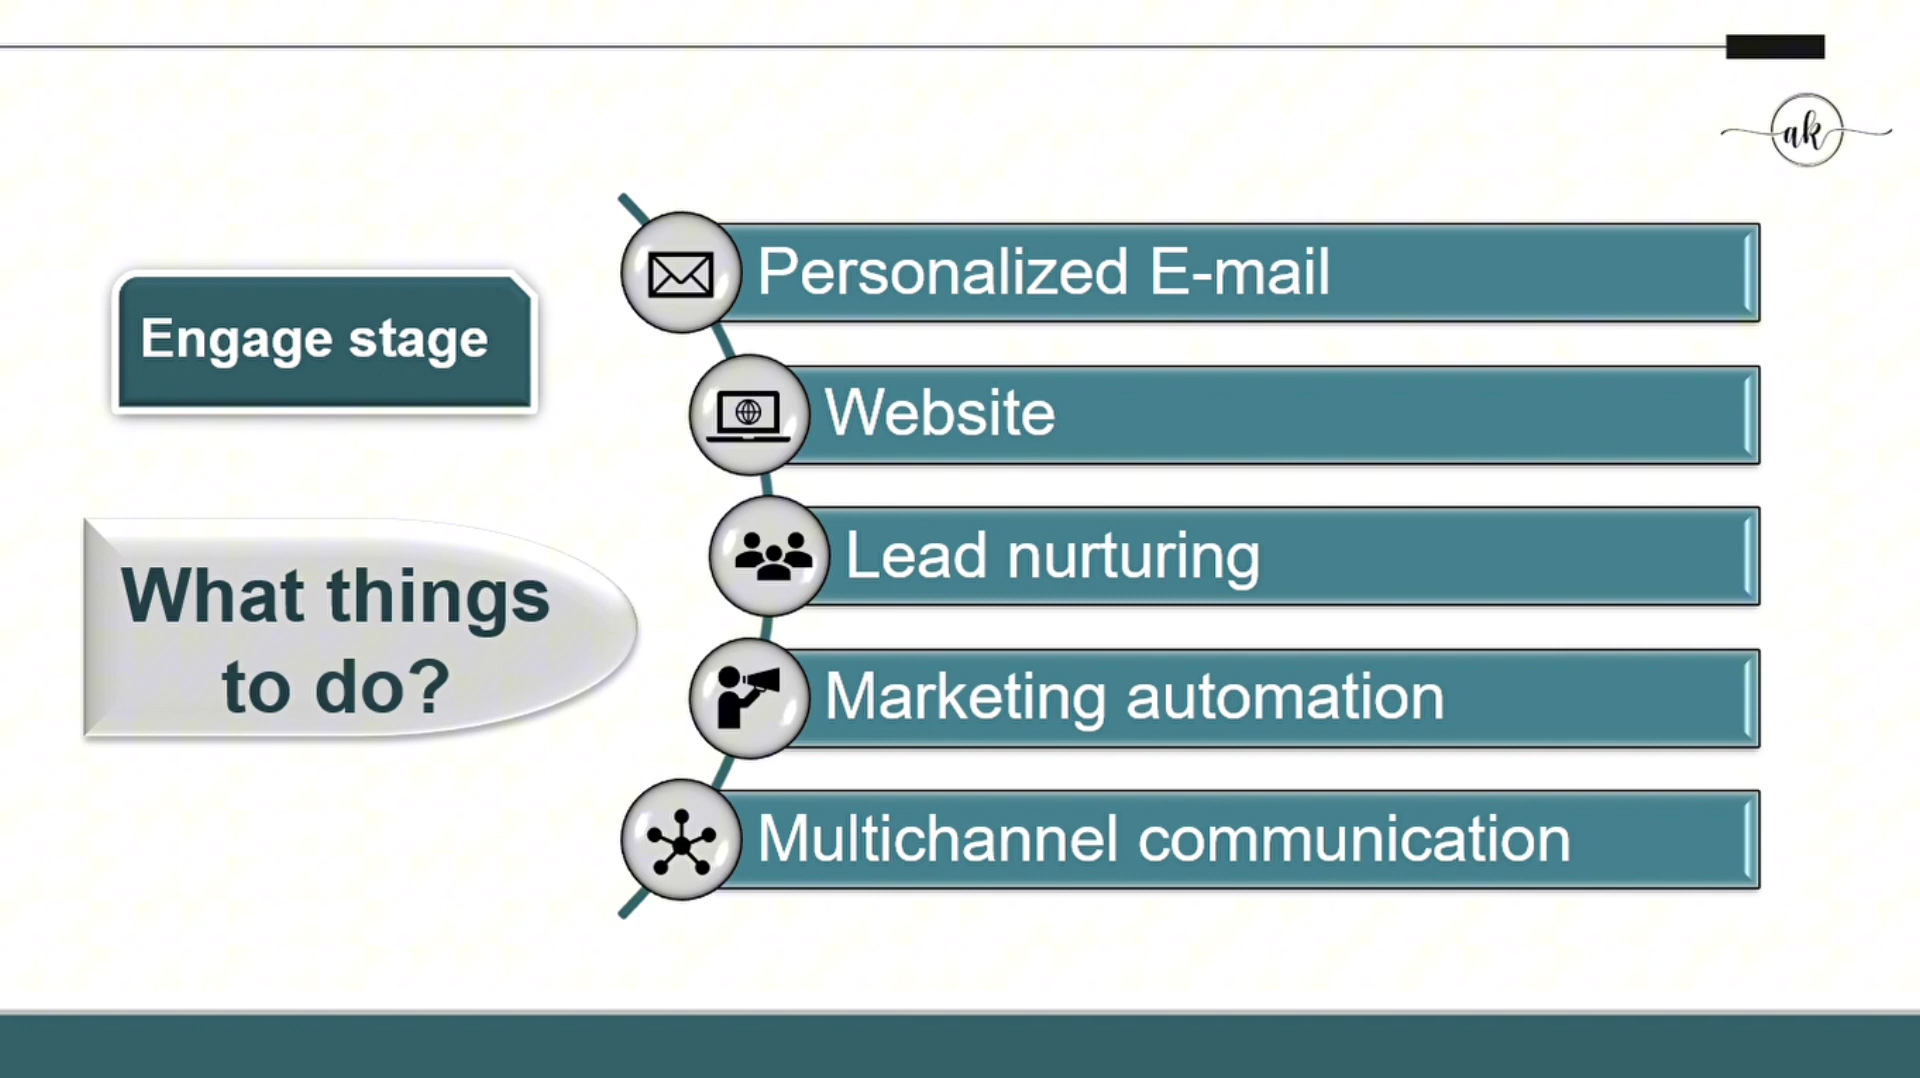 ak
Engage stage
What things
to do?
Personalized E-mail
Website
Lead nurturing
Marketing automation
Multichannel communication